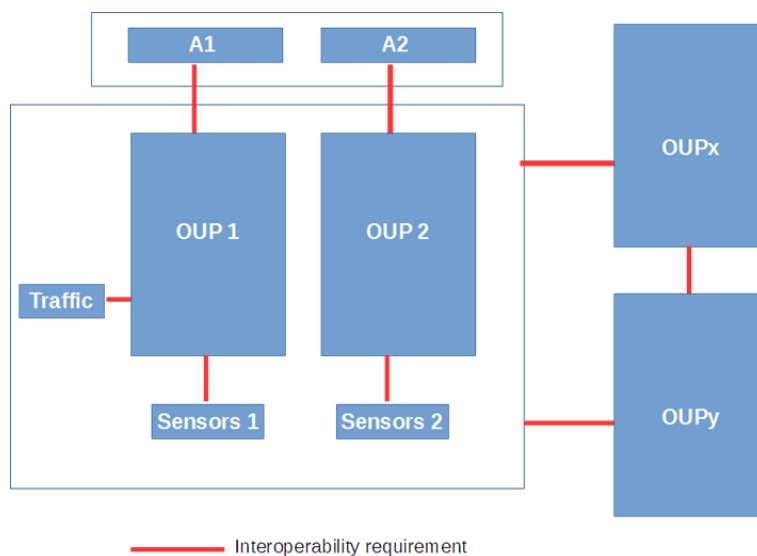 A1
A2
OUPx
OUP 1
OUP 2
Traffic
Sensors 1
Sensors 2
OUPy
Interoperability requirement